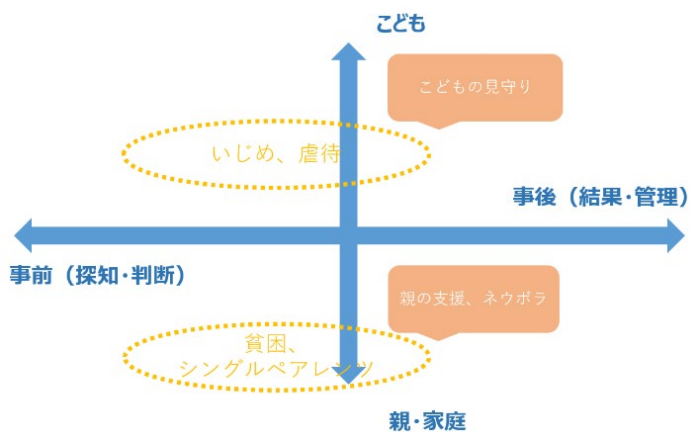 こども
こどもの見守り
いじめ、虐待
事後（結果・管理）
事前（探知・判断）
親の支援、ネウボラ
貧困、
シングルペアレンツ
親・家庭